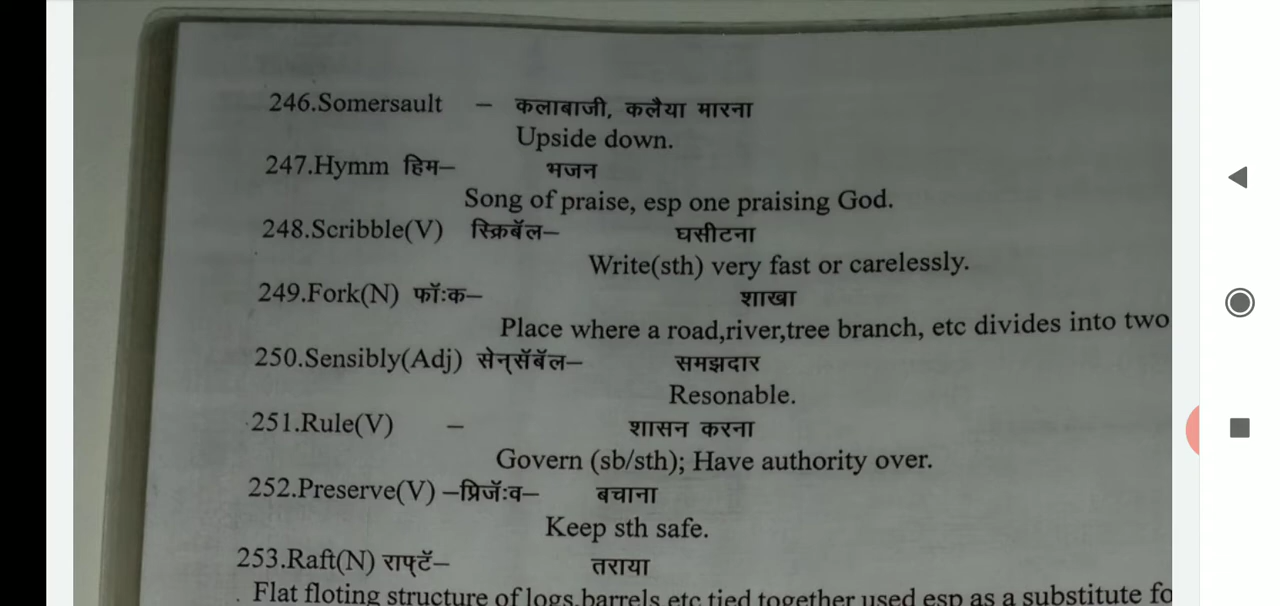 246.Somersault – कलाबाजी, कलैया मारना
Upside down.
247.Hymm हिम– भजन
Song of praise, esp one praising God.
248.Scribble(V) स्क्रिबॅल– घसीटना
Write(sth) very fast or carelessly.
249.Fork(N) फॉःक– शाखा
Place where a road,river,tree branch, etc divides into two
250.Sensibly(Adj) सेन्सॅबॅल– समझदार
Resonable.
251.Rule(V) – शासन करना
Govern (sb/sth); Have authority over.
252.Preserve(V) –प्रिजॅःव– बचाना
Keep sth safe.
253.Raft(N) राफ्टॅ– तराया
Flat floting structure of logs,barrels etc tied together used esp as a substitute fo